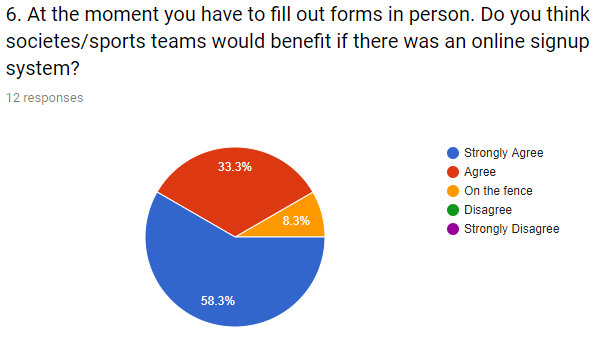 6. At the moment you have to fill out forms in person. Do you think
societes/sports teams would benefit if there was an online signup
system?
12 responses
33.3%
8.3%
58.3%
Strongly Agree
Agree
On the fence
Disagree
Strongly Disagree